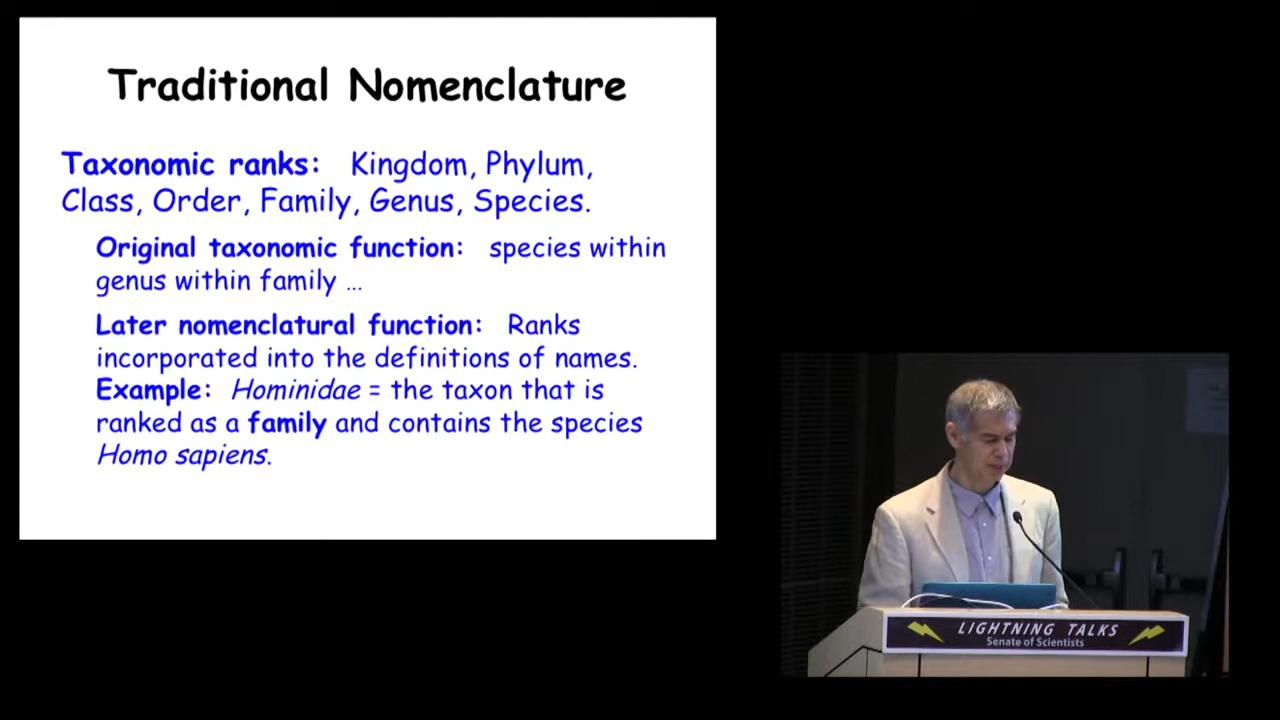 Traditional Nomenclature
Taxonomic ranks: Kingdom, Phylum,
Class, Order, Family, Genus, Species.
Original taxonomic function: species within
genus within family ...
Later nomenclatural function: Ranks
incorporated into the definitions of names.
Example: Hominidae = the taxon that is
ranked as a family and contains the species
Homo sapiens.
LIGHTNING TALKS
Senate of Scientists